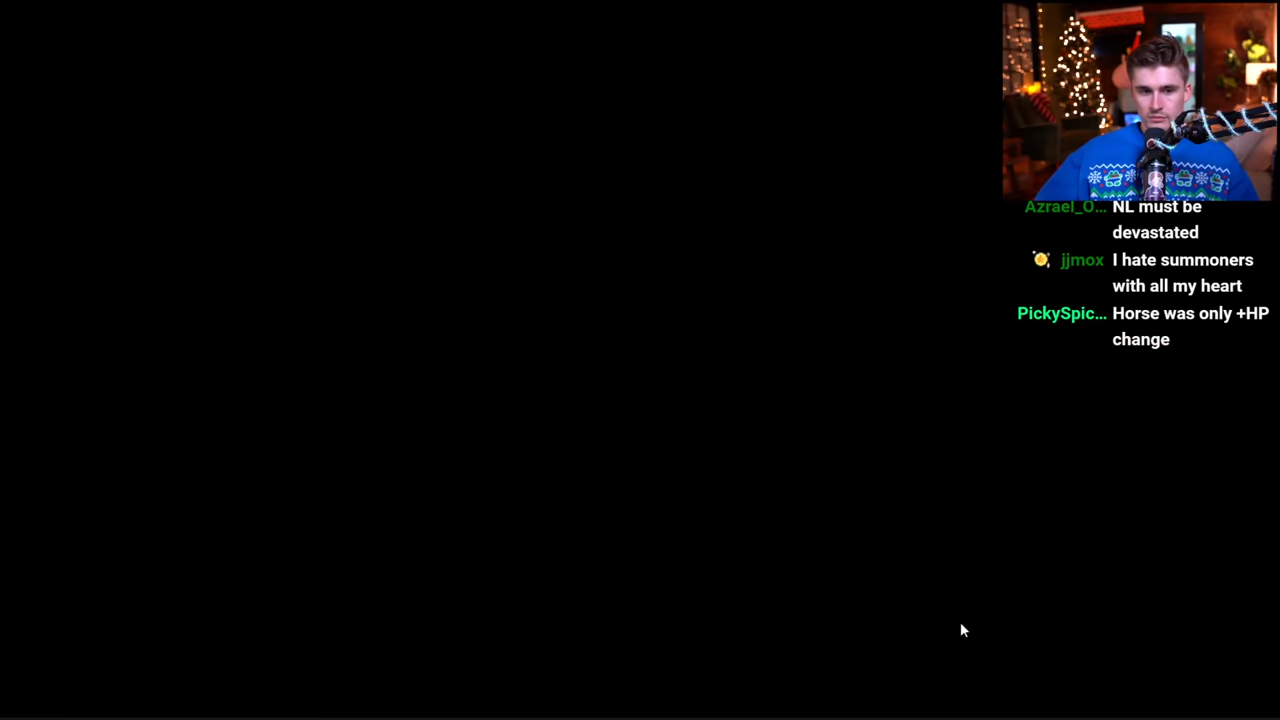 Azrael_O... NL must be
devastated
jjmox I hate summoners
with all my heart
PickySpic... Horse was only +HP
change